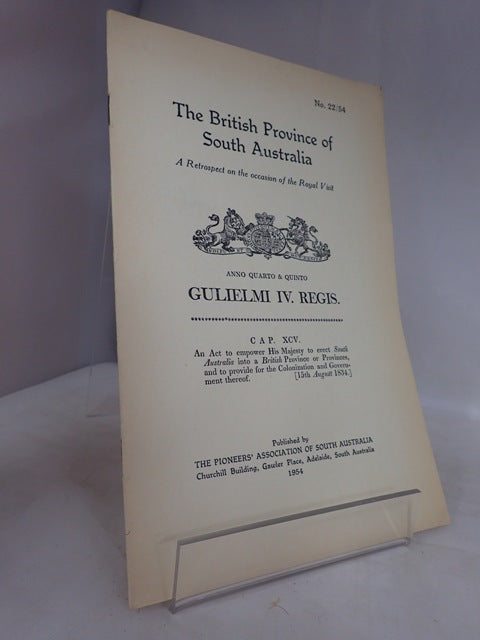 No. 22/54
The British Province of
South Australia
A Retrospect on the occasion of the Royal Visit
ANNO QUARTO & QUINTO
GULIELMI IV. REGIS.
CAP. XCV.
An Act to empower His Majesty to erect South
Australia into a British Province or Provinces,
and to provide for the Colonization and Govern-
ment thereof. [15th August 1834.]
Published by
THE PIONEERS' ASSOCIATION OF SOUTH AUSTRALIA
Churchill Building, Gawler Place, Adelaide, South Australia
1954